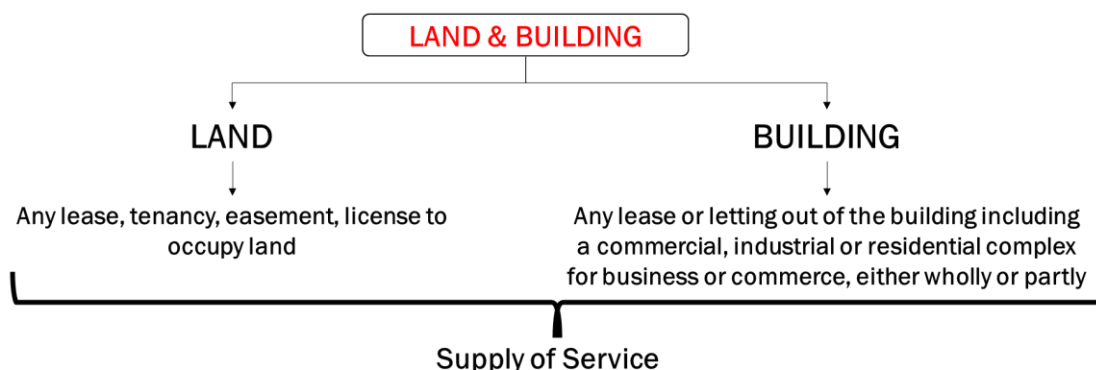 LAND & BUILDING
LAND
BUILDING
Any lease, tenancy, easement, license to
occupy land
Any lease or letting out of the building including
a commercial, industrial or residential complex
for business or commerce, either wholly or partly
Supply of Service